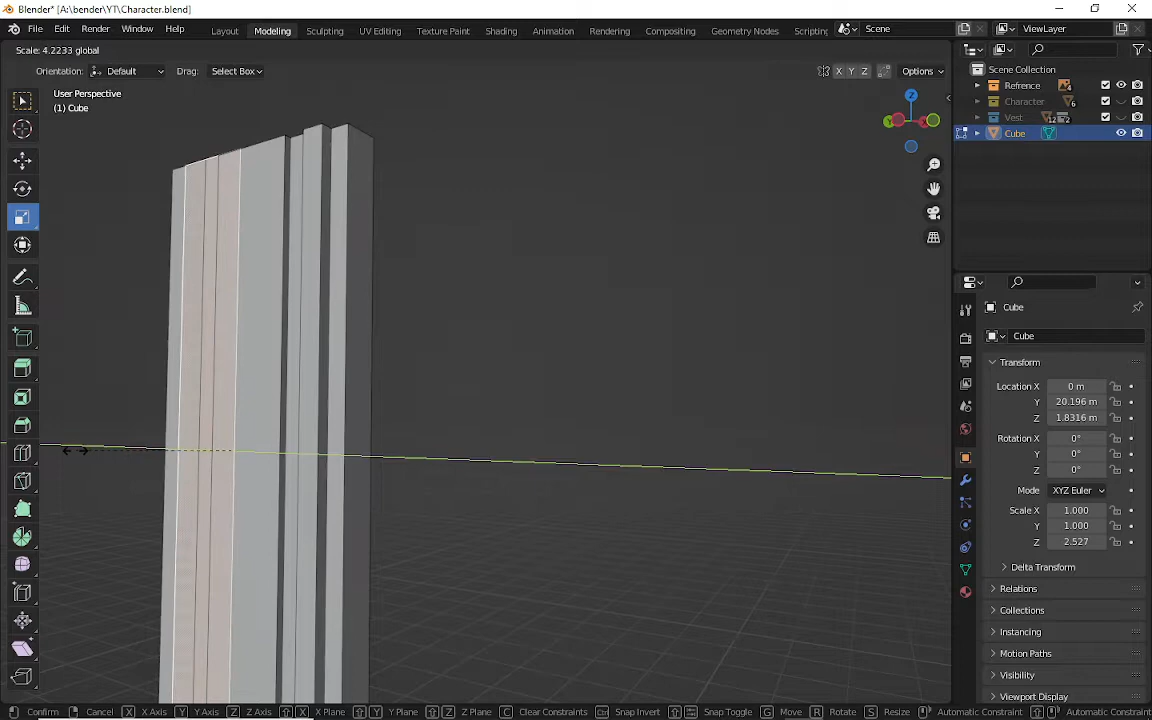 Blender* [A:\bender\YT\Character.blend]
File Edit Render Window Help Layout Modeling Sculpting UV Editing Texture Paint Shading Animation Rendering Compositing Geometry Nodes Scripting Scene ViewLayer
Scale: 4.2233 global
Orientation: Default Drag: Select Box X Y Z Options
User Perspective
(1) Cube
Z
Scene Collection
Refrence 4
Character 6
Vest 12 2
Cube
Cube
Cube
Transform
Location X 0 m
Y 20.196 m
Z 1.8316 m
Rotation X 0°
Y 0°
Z 0°
Mode XYZ Euler
Scale X 1.000
Y 1.000
Z 2.527
Delta Transform
Relations
Collections
Instancing
Motion Paths
Visibility
Viewport Display
Confirm Cancel X X Axis Y Y Axis Z Z Axis X X Plane Y Y Plane Z Z Plane C Clear Constraints Ctrl Snap Invert Snap Toggle G Move R Rotate S Resize Automatic Constraint Automatic Constraint